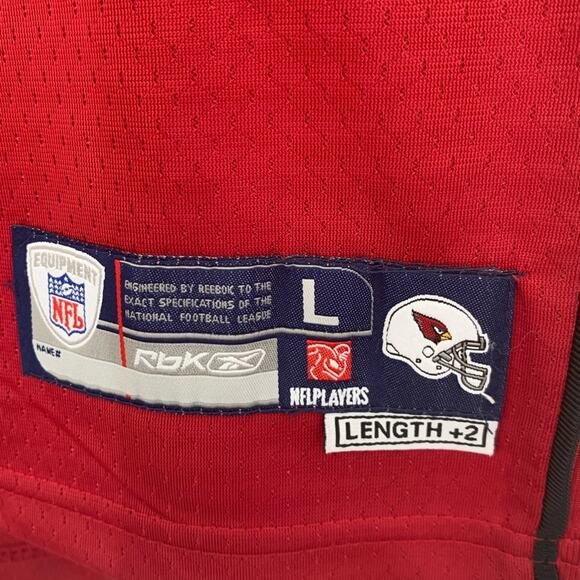 EQUIPMENT
NFL
NAME#
ENGINEERED BY REEBOK TO THE
EXACT SPECIFICATIONS OF THE
NATIONAL FOOTBALL LEAGUE
RBK
L
NFLPLAYERS
LENGTH +2